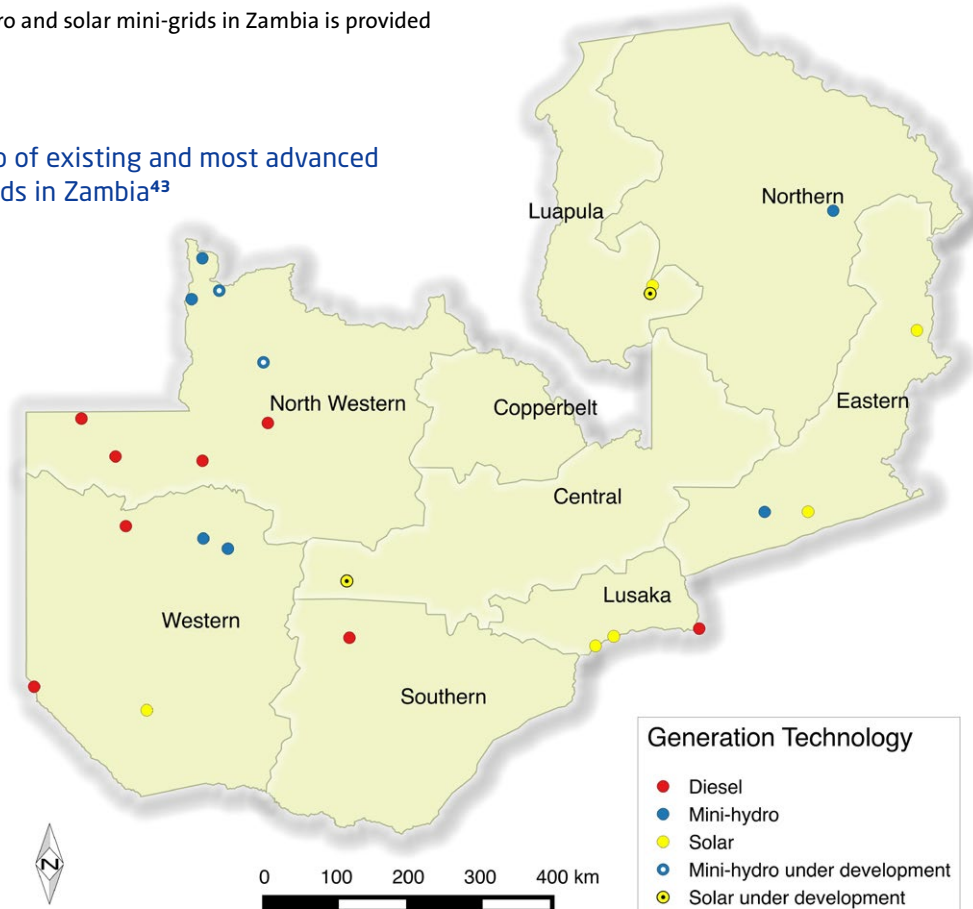 and solar mini-grids in Zambia is provided
of existing and most advanced
in Zambia⁴³
Luapula
Northern
North Western
Copperbelt
Eastern
Central
Lusaka
Western
Southern
Generation Technology
Diesel
Mini-hydro
Solar
Mini-hydro under development
Solar under development
N
0 100 200 300 400 km